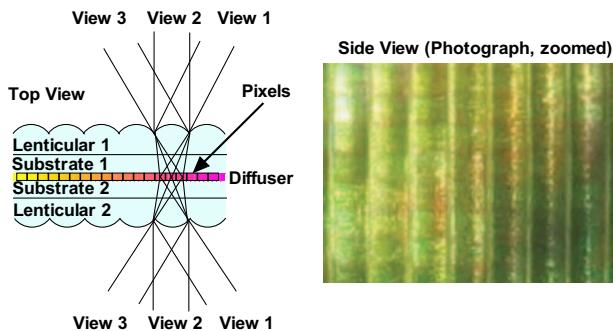 View 3 View 2 View 1
Side View (Photograph, zoomed)
Top View
Pixels
Lenticular 1
Substrate 1
Diffuser
Substrate 2
Lenticular 2
View 3 View 2 View 1